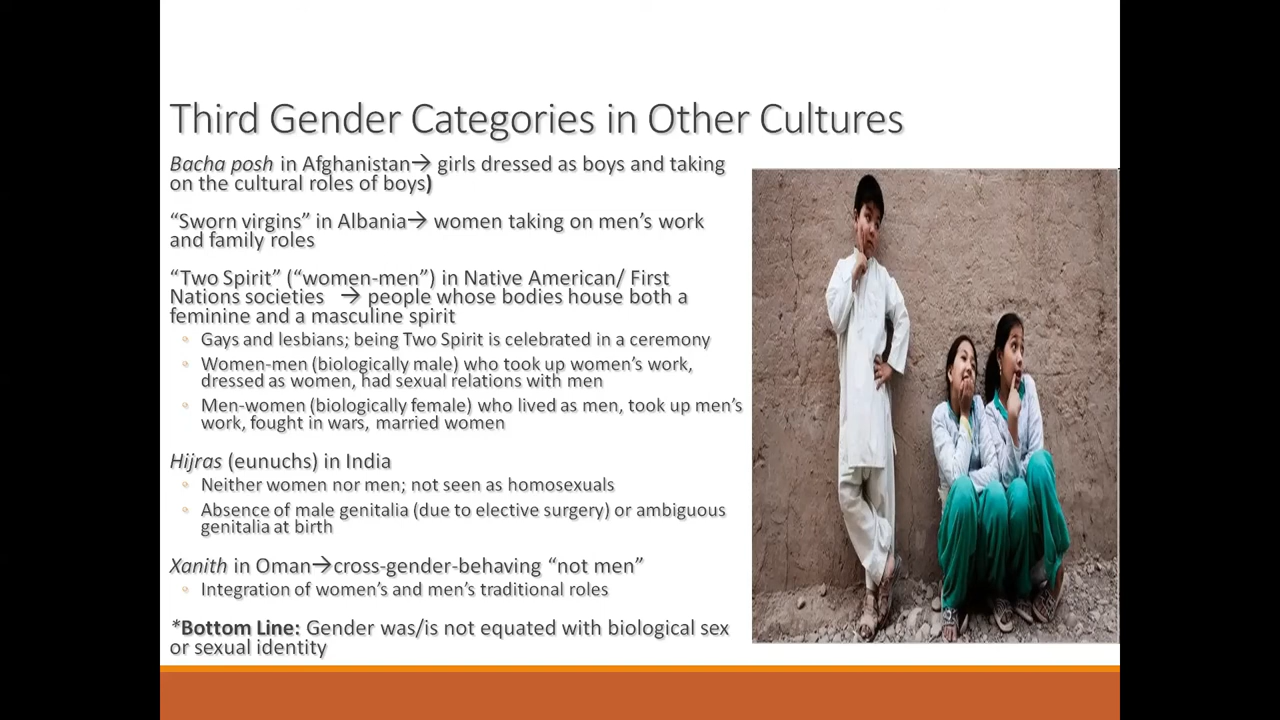 Third Gender Categories in Other Cultures
Bacha posh in Afghanistan→ girls dressed as boys and taking
on the cultural roles of boys)
“Sworn virgins” in Albania→ women taking on men’s work
and family roles
“Two Spirit” (“women-men”) in Native American/ First
Nations societies → people whose bodies house both a
feminine and a masculine spirit
◦ Gays and lesbians; being Two Spirit is celebrated in a ceremony
◦ Women-men (biologically male) who took up women’s work,
dressed as women, had sexual relations with men
◦ Men-women (biologically female) who lived as men, took up men’s
work, fought in wars, married women
Hijras (eunuchs) in India
◦ Neither women nor men; not seen as homosexuals
◦ Absence of male genitalia (due to elective surgery) or ambiguous
genitalia at birth
Xanith in Oman→cross-gender-behaving “not men”
◦ Integration of women’s and men’s traditional roles
*Bottom Line: Gender was/is not equated with biological sex
or sexual identity